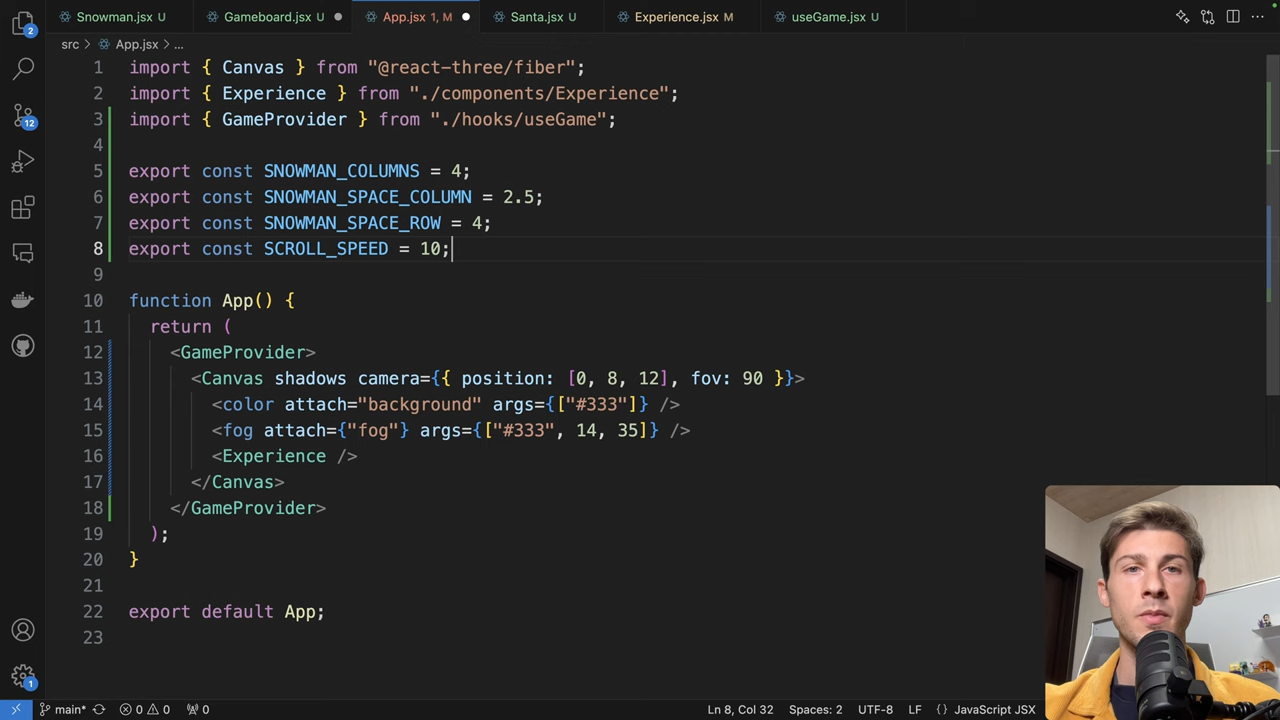 Snowman.jsx U
Gameboard.jsx U
App.jsx 1, M
Santa.jsx U
Experience.jsx M
useGame.jsx U
src > App.jsx > ...
1 import { Canvas } from "@react-three/fiber";
2 import { Experience } from "./components/Experience";
3 import { GameProvider } from "./hooks/useGame";
4
5 export const SNOWMAN_COLUMNS = 4;
6 export const SNOWMAN_SPACE_COLUMN = 2.5;
7 export const SNOWMAN_SPACE_ROW = 4;
8 export const SCROLL_SPEED = 10;
9
10 function App() {
11 return (
12 <GameProvider>
13 <Canvas shadows camera={{ position: [0, 8, 12], fov: 90 }}>
14 <color attach="background" args={["#333"]} />
15 <fog attach={"fog"} args={["#333", 14, 35]} />
16 <Experience />
17 </Canvas>
18 </GameProvider>
19 );
20 }
21
22 export default App;
23
2
12
1
main*
0
0
0
Ln 8, Col 32
Spaces: 2
UTF-8
LF
{} JavaScript JSX